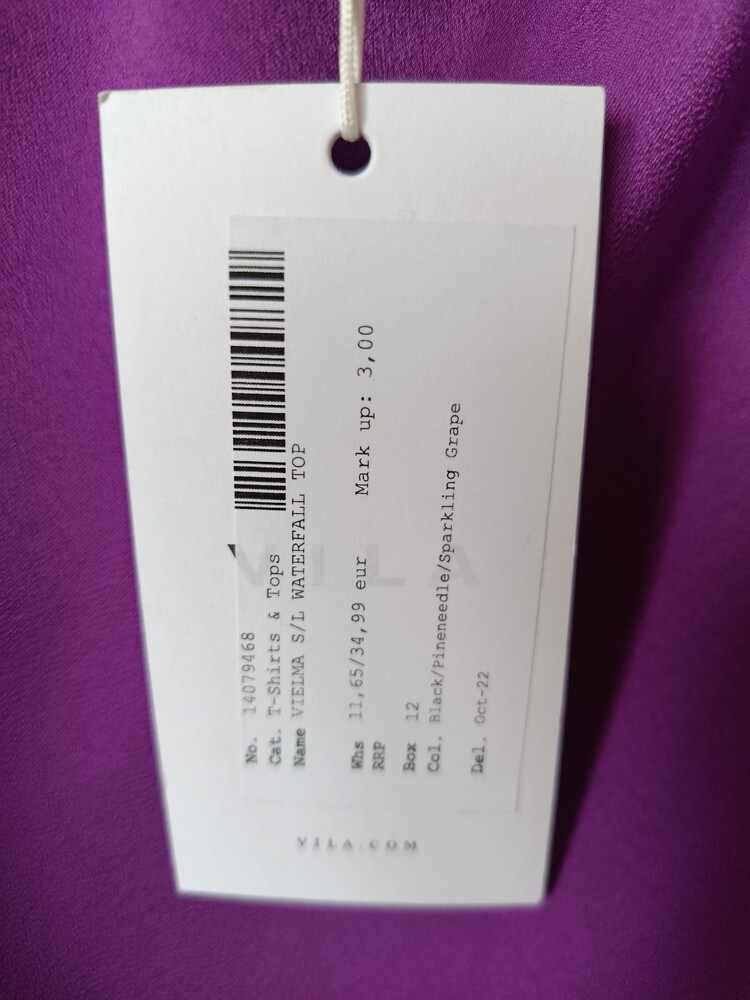 No. 14079468
Cat. T-Shirts & Tops
Name VIELMA S/L WATERFALL TOP
Whs 11,65/34,99 eur Mark up: 3,00
RRP
Box 12
Col. Black/Pineneedle/Sparkling Grape
Del. Oct-22
VILA
VILA.COM